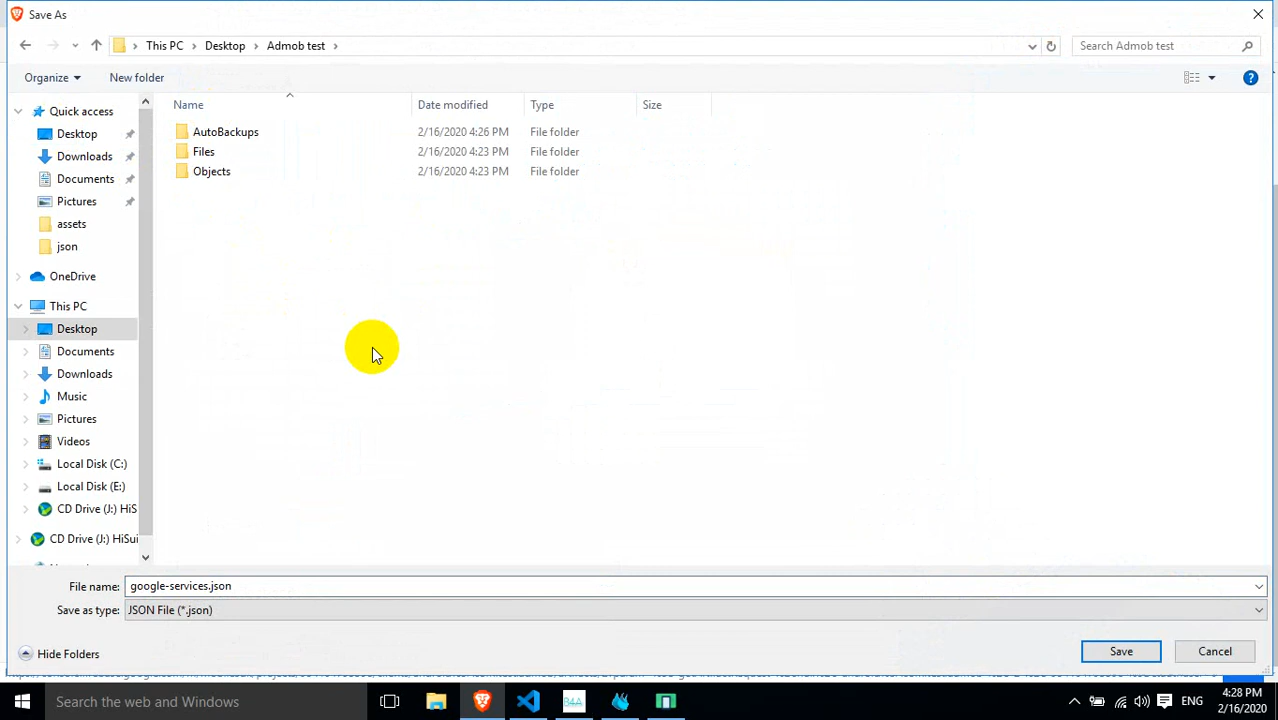 Save As
This PC
Desktop
Admob test
Search Admob test
Organize
New folder
Name
Date modified
Type
Size
Quick access
Desktop
Downloads
Documents
Pictures
assets
json
OneDrive
This PC
Desktop
Documents
Downloads
Music
Pictures
Videos
Local Disk (C:)
Local Disk (E:)
CD Drive (J:) HiS
CD Drive (J:) HiSui
AutoBackups 2/16/2020 4:26 PM File folder
Files 2/16/2020 4:23 PM File folder
Objects 2/16/2020 4:23 PM File folder
File name: google-services.json
Save as type: JSON File (*.json)
Hide Folders
Save
Cancel
Search the web and Windows
B4A
ENG
4:28 PM
2/16/2020